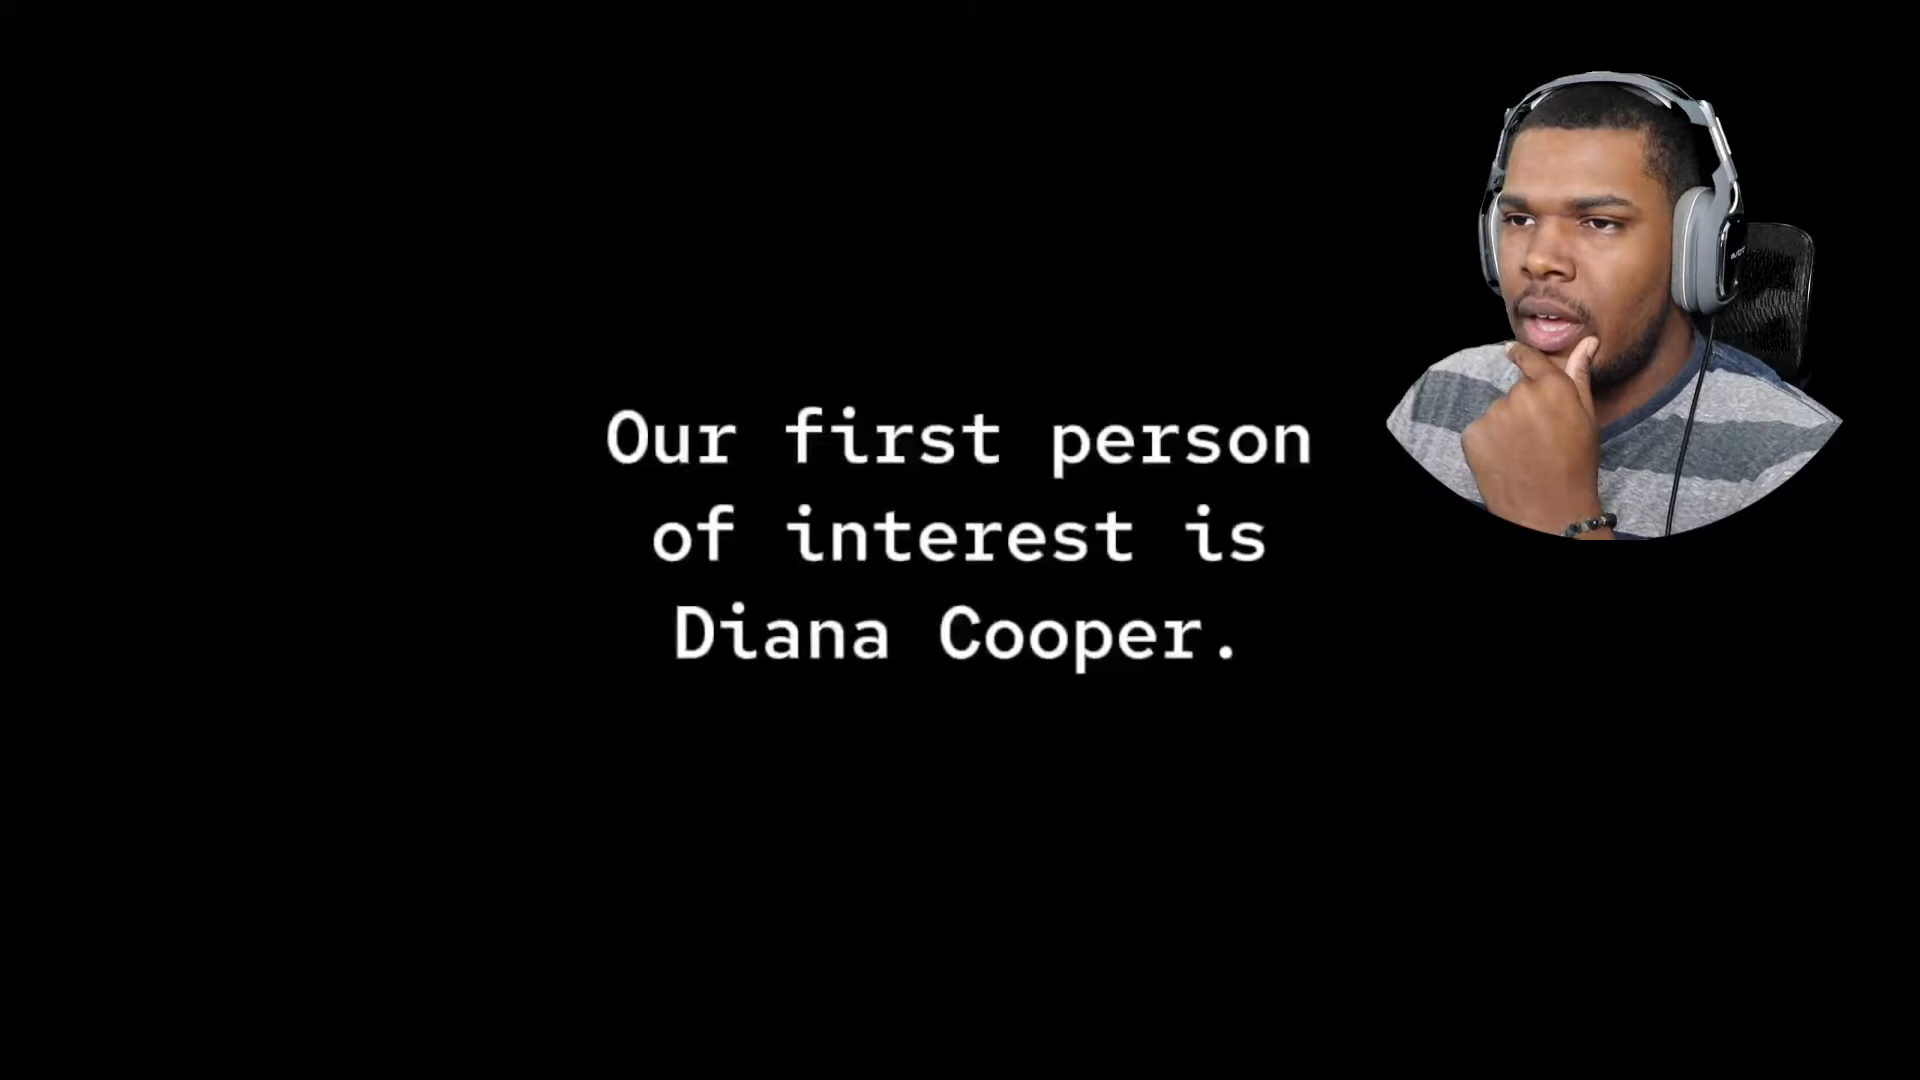 Our first person
of interest is
Diana Cooper.